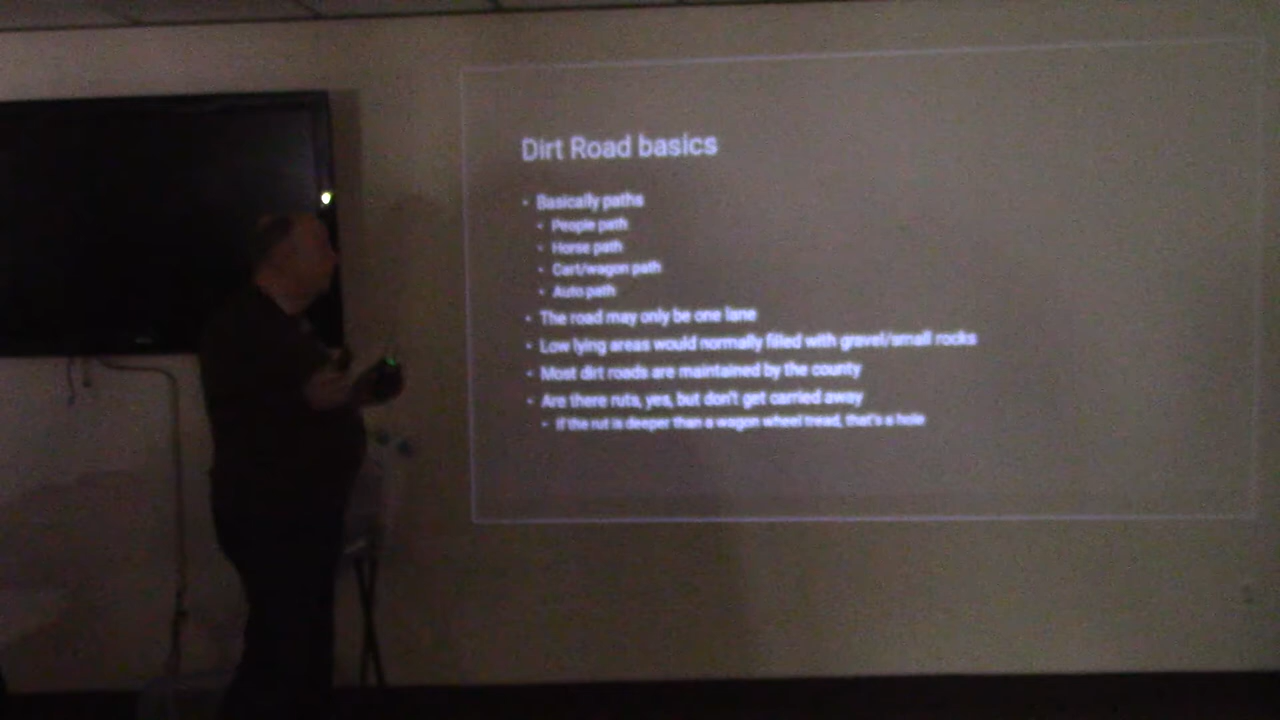 Dirt Road basics
• Basically paths
• People path
• Horse path
• Cart/wagon path
• Auto path
• The road may only be one lane
• Low lying areas would normally filled with gravel/small rocks
• Most dirt roads are maintained by the county
• Are there ruts, yes, but don't get carried away
• If the rut is deeper than a wagon wheel tread, that's a hole